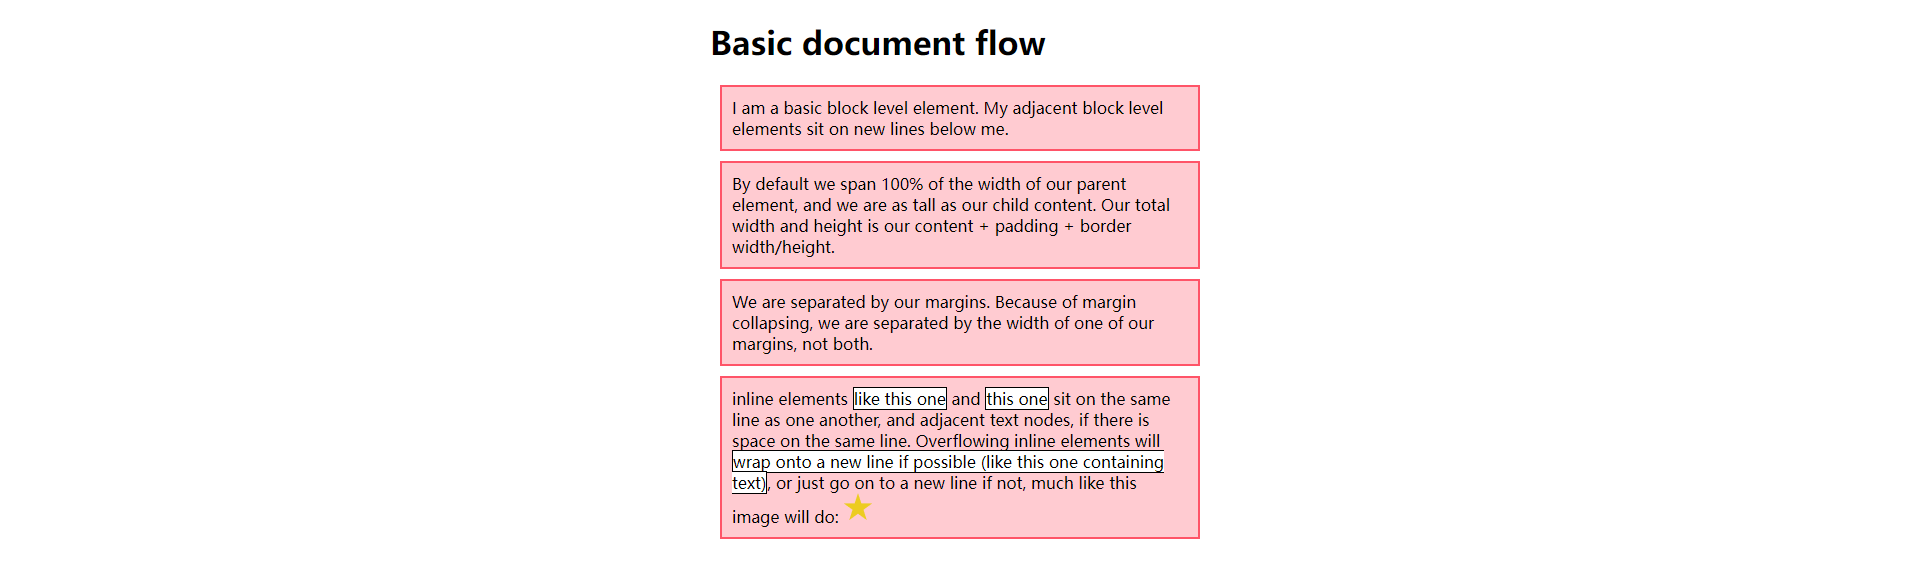 Basic document flow
I am a basic block level element. My adjacent block level
elements sit on new lines below me.
By default we span 100% of the width of our parent
element, and we are as tall as our child content. Our total
width and height is our content + padding + border
width/height.
We are separated by our margins. Because of margin
collapsing, we are separated by the width of one of our
margins, not both.
inline elements like this one and this one sit on the same
line as one another, and adjacent text nodes, if there is
space on the same line. Overflowing inline elements will
wrap onto a new line if possible (like this one containing
text), or just go on to a new line if not, much like this
image will do: